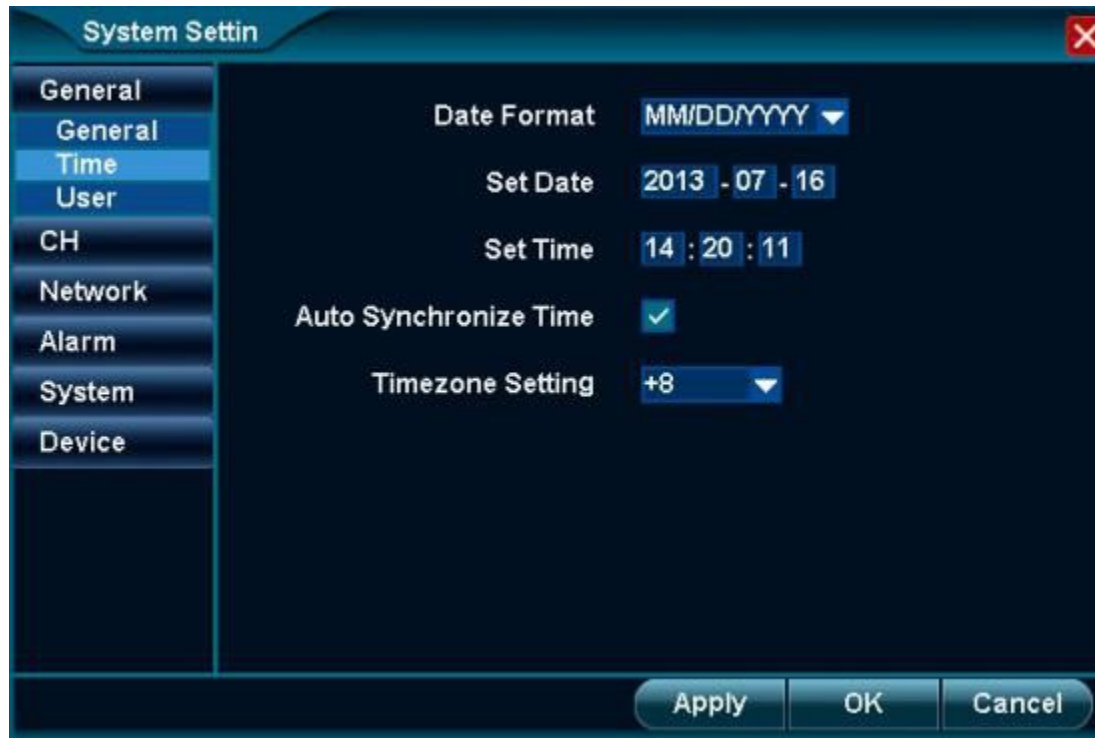 System Settin
General
General
Time
User
CH
Network
Alarm
System
Device
Date Format MM/DD/YYYY
Set Date 2013 - 07 - 16
Set Time 14 : 20 : 11
Auto Synchronize Time
Timezone Setting +8
Apply OK Cancel